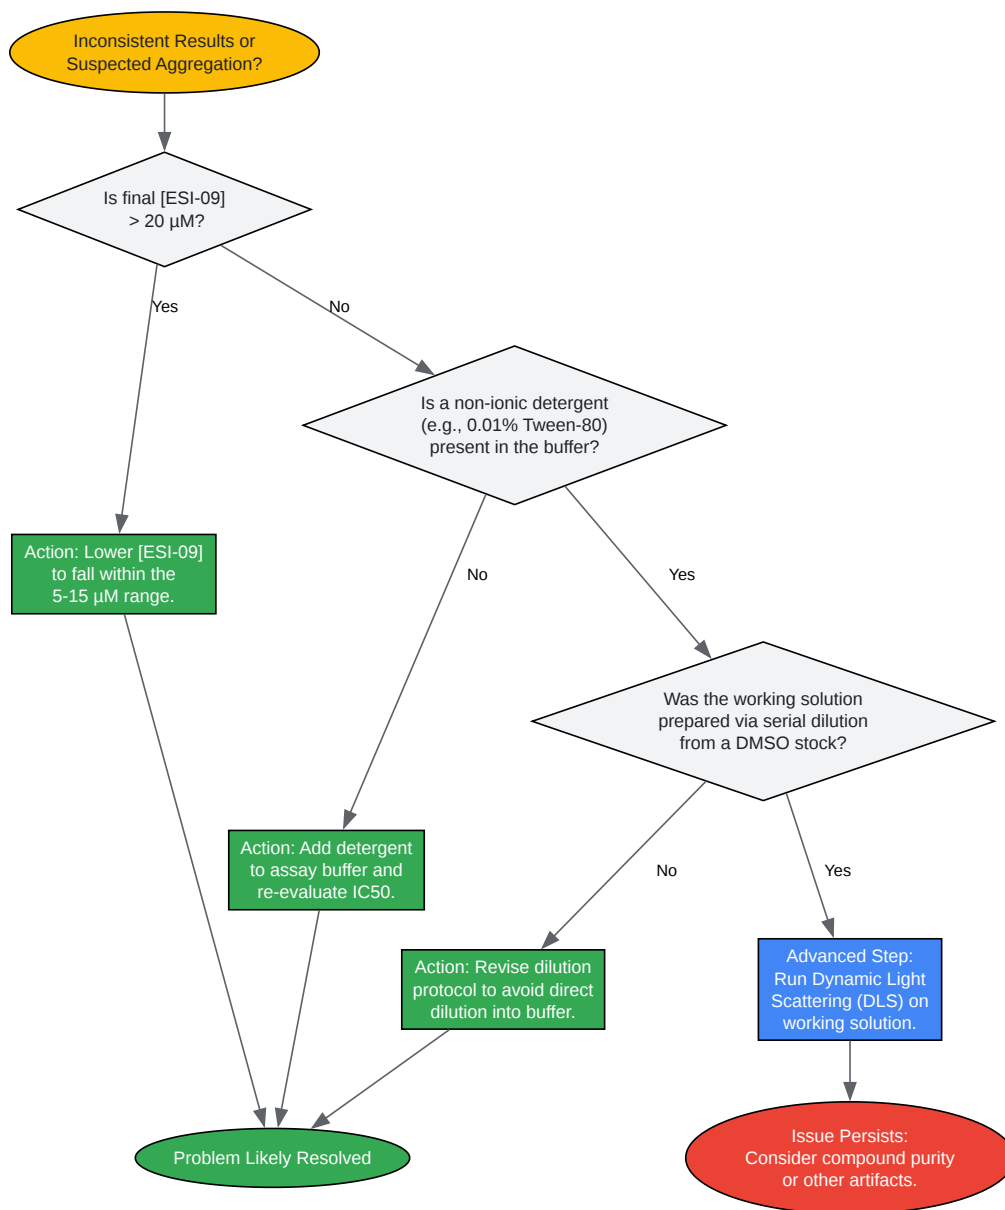 Inconsistent Results or
Suspected Aggregation?
Is final [ESI-09]
> 20 µM?
Yes
No
Is a non-ionic detergent
(e.g., 0.01% Tween-80)
present in the buffer?
Action: Lower [ESI-09]
to fall within the
5-15 µM range.
No
Yes
Was the working solution
prepared via serial dilution
from a DMSO stock?
Action: Add detergent
to assay buffer and
re-evaluate IC50.
No
Yes
Action: Revise dilution
protocol to avoid direct
dilution into buffer.
Advanced Step:
Run Dynamic Light
Scattering (DLS) on
working solution.
Problem Likely Resolved
Issue Persists:
Consider compound purity
or other artifacts.